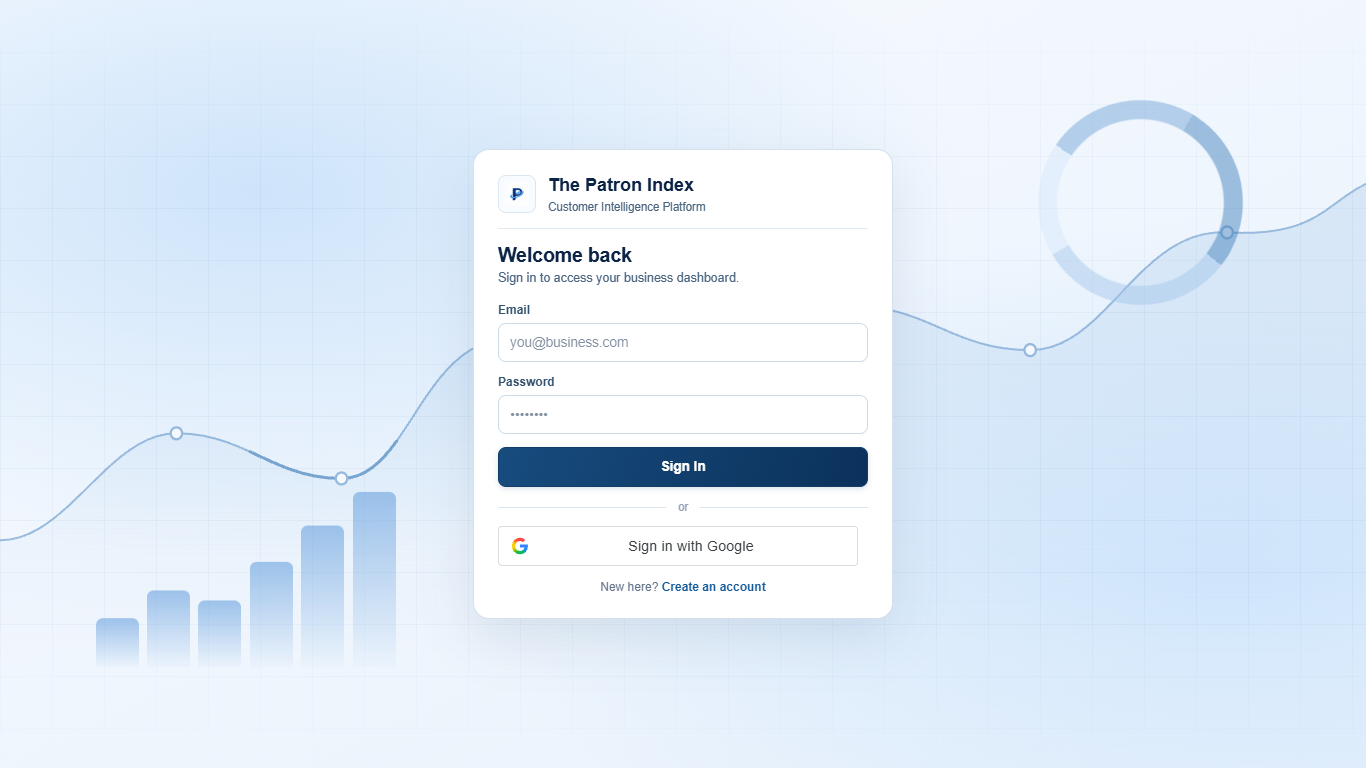 The Patron Index
Customer Intelligence Platform
Welcome back
Sign in to access your business dashboard.
Email
you@business.com
Password
••••••••
Sign In
or
Sign in with Google
New here? Create an account